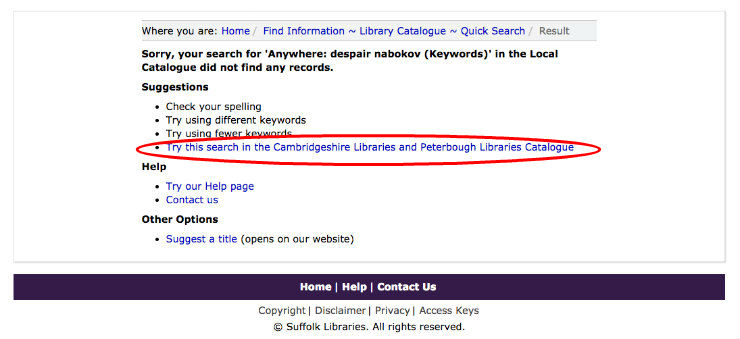 Where you are: Home / Find Information ~ Library Catalogue ~ Quick Search / Result
Sorry, your search for 'Anywhere: despair nabokov (Keywords)' in the Local
Catalogue did not find any records.
Suggestions
• Check your spelling
• Try using different keywords
• Try using fewer keywords
• Try this search in the Cambridgeshire Libraries and Peterbough Libraries Catalogue
Help
• Try our Help page
• Contact us
Other Options
• Suggest a title (opens on our website)
Home | Help | Contact Us
Copyright | Disclaimer | Privacy | Access Keys
© Suffolk Libraries. All rights reserved.